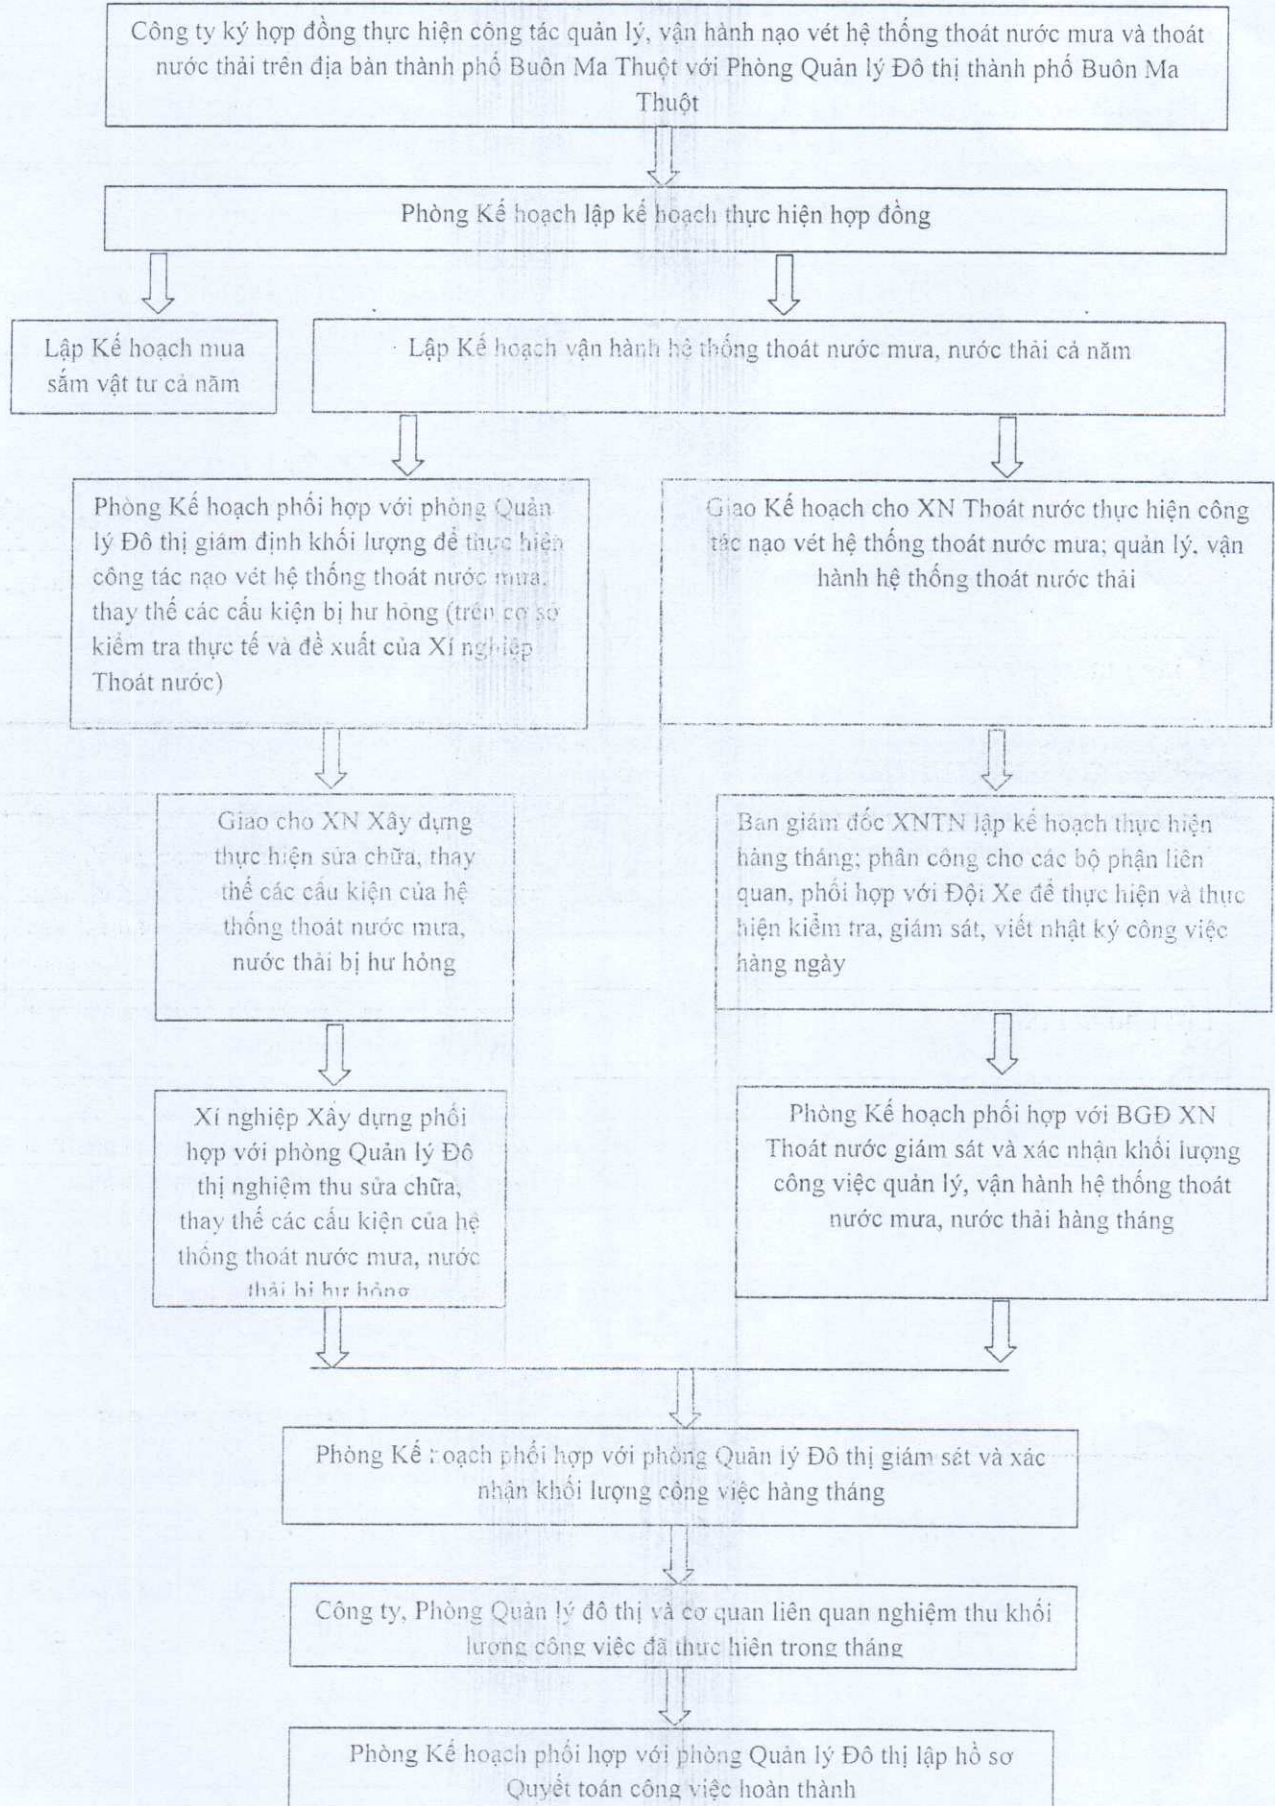 Công ty ký hợp đồng thực hiện công tác quản lý, vận hành nạo vét hệ thống thoát nước mưa và thoát
nước thải trên địa bàn thành phố Buôn Ma Thuột với Phòng Quản lý Đô thị thành phố Buôn Ma
Thuột
Phòng Kế hoạch lập kế hoạch thực hiện hợp đồng
Lập Kế hoạch mua
sắm vật tư cả năm
Lập Kế hoạch vận hành hệ thống thoát nước mưa, nước thải cả năm
Phòng Kế hoạch phối hợp với phòng Quản
lý Đô thị giám định khối lượng để thực hiện
công tác nạo vét hệ thống thoát nước mưa,
thay thế các cấu kiện bị hư hỏng (trên cơ sở
kiểm tra thực tế và đề xuất của Xí nghiệp
Thoát nước)
Giao Kế hoạch cho XN Thoát nước thực hiện công
tác nạo vét hệ thống thoát nước mưa; quản lý, vận
hành hệ thống thoát nước thải
Giao cho XN Xây dựng
thực hiện sửa chữa, thay
thế các cấu kiện của hệ
thống thoát nước mưa,
nước thải bị hư hỏng
Ban giám đốc XNTN lập kế hoạch thực hiện
hàng tháng; phân công cho các bộ phận liên
quan, phối hợp với Đội Xe để thực hiện và thực
hiện kiểm tra, giám sát, viết nhật ký công việc
hàng ngày
Xí nghiệp Xây dựng phối
hợp với phòng Quản lý Đô
thị nghiệm thu sửa chữa,
thay thế các cấu kiện của hệ
thống thoát nước mưa, nước
thải bị hư hỏng
Phòng Kế hoạch phối hợp với BGĐ XN
Thoát nước giám sát và xác nhận khối lượng
công việc quản lý, vận hành hệ thống thoát
nước mưa, nước thải hàng tháng
Phòng Kế hoạch phối hợp với phòng Quản lý Đô thị giám sát và xác
nhận khối lượng công việc hàng tháng
Công ty, Phòng Quản lý đô thị và cơ quan liên quan nghiệm thu khối
lượng công việc đã thực hiện trong tháng
Phòng Kế hoạch phối hợp với phòng Quản lý Đô thị lập hồ sơ
Quyết toán công việc hoàn thành